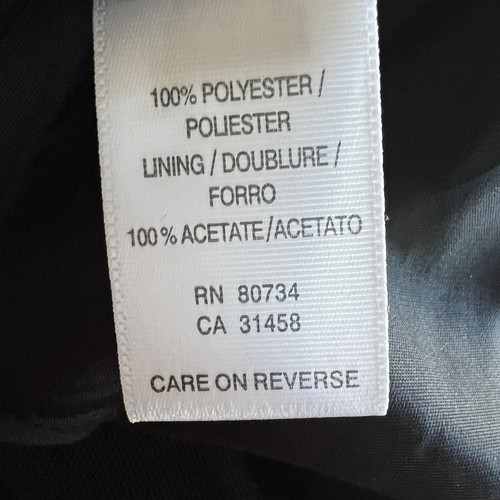 100% POLYESTER /
POLIESTER
LINING / DOUBLURE /
FORRO
100% ACETATE/ACETATO
RN 80734
CA 31458
CARE ON REVERSE